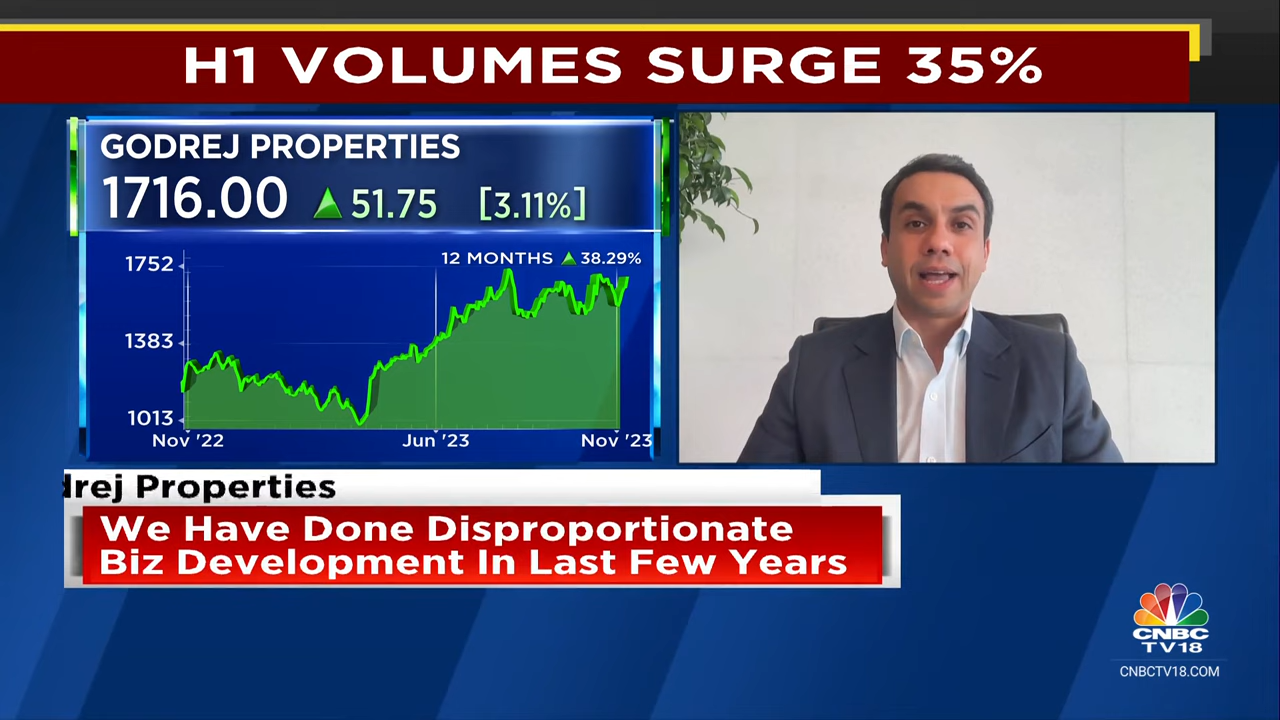 H1 VOLUMES SURGE 35%
GODREJ PROPERTIES
1716.00 ▲ 51.75 [3.11%]
12 MONTHS ▲ 38.29%
1752
1383
1013
Nov '22 Jun '23 Nov '23
drej Properties
We Have Done Disproportionate
Biz Development In Last Few Years
CNBC
TV18
CNBCTV18.COM